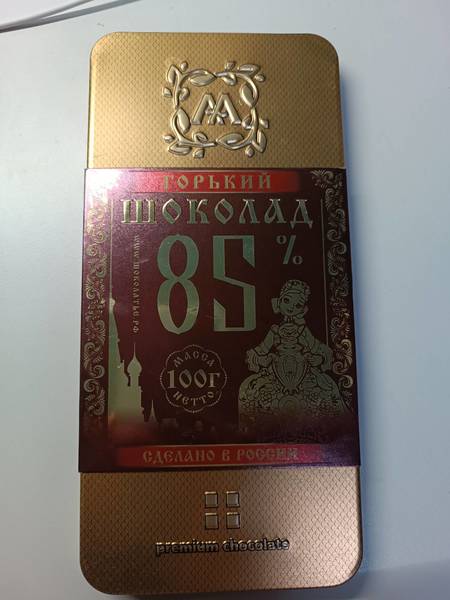 ГОРЬКИЙ
ШОКОЛАД
85%
www.шоколатье.рф
МАССА
100г
НЕТТО
СДЕЛАНО В РОССИИ
premium chocolate